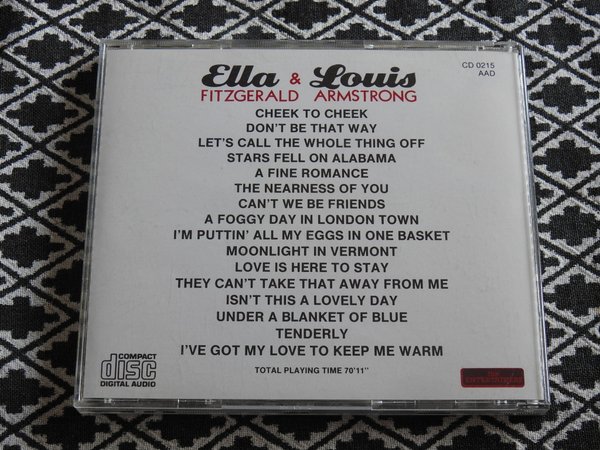 Ella & Louis
FITZGERALD ARMSTRONG
CD 0215
AAD
CHEEK TO CHEEK
DON'T BE THAT WAY
LET'S CALL THE WHOLE THING OFF
STARS FELL ON ALABAMA
A FINE ROMANCE
THE NEARNESS OF YOU
CAN'T WE BE FRIENDS
A FOGGY DAY IN LONDON TOWN
I'M PUTTIN' ALL MY EGGS IN ONE BASKET
MOONLIGHT IN VERMONT
LOVE IS HERE TO STAY
THEY CAN'T TAKE THAT AWAY FROM ME
ISN'T THIS A LOVELY DAY
UNDER A BLANKET OF BLUE
TENDERLY
I'VE GOT MY LOVE TO KEEP ME WARM
TOTAL PLAYING TIME 70'11"
COMPACT
disc
DIGITAL AUDIO